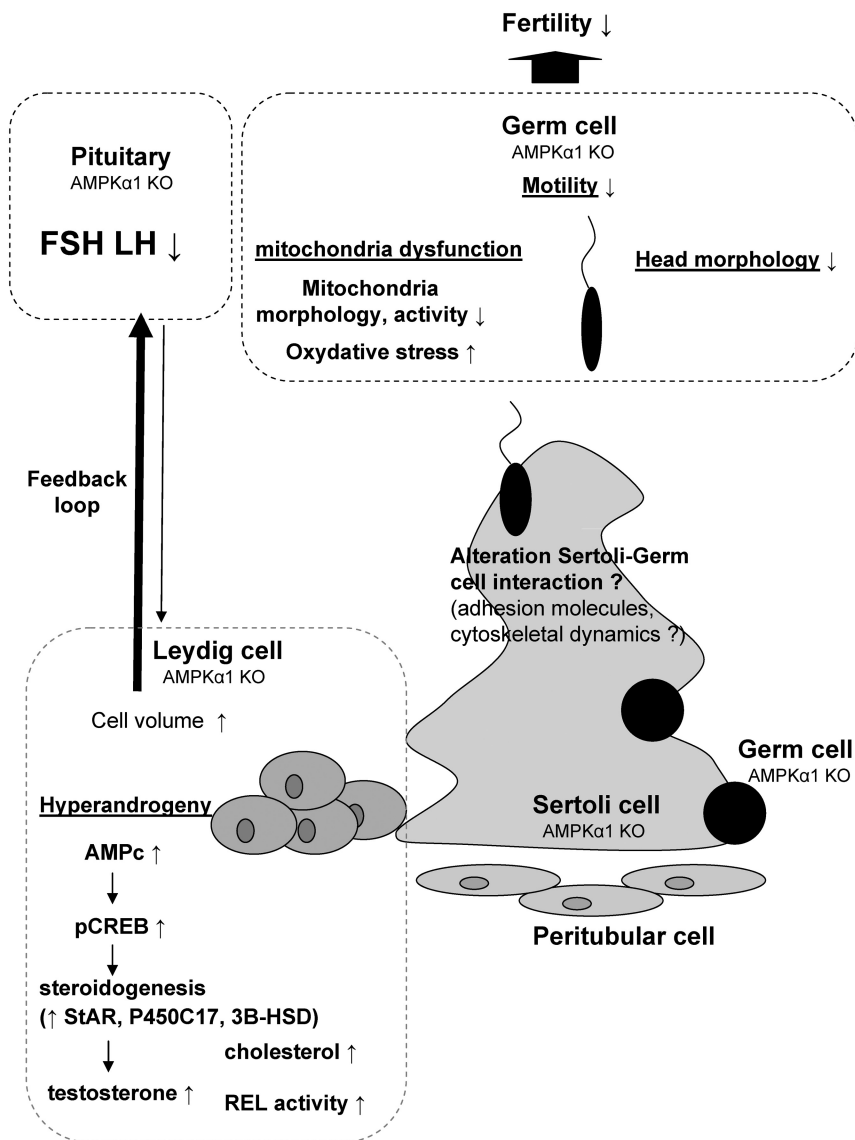 Fertility ↓
Pituitary
AMPKα1 KO
FSH LH ↓
Germ cell
AMPKα1 KO
Motility ↓
mitochondria dysfunction
Mitochondria
morphology, activity ↓
Oxydative stress ↑
Head morphology ↓
Feedback
loop
Alteration Sertoli-Germ
cell interaction ?
(adhesion molecules,
cytoskeletal dynamics ?)
Leydig cell
AMPKα1 KO
Cell volume ↑
Hyperandrogeny
AMPc ↑
pCREB ↑
steroidogenesis
(↑ StAR, P450C17, 3B-HSD)
cholesterol ↑
testosterone ↑
REL activity ↑
Germ cell
AMPKα1 KO
Sertoli cell
AMPKα1 KO
Peritubular cell